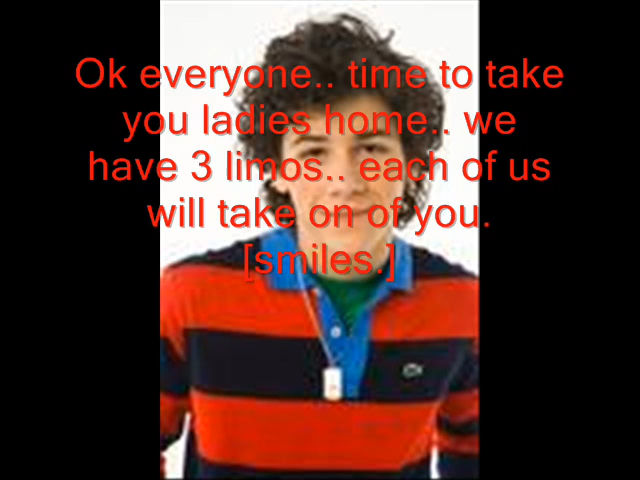 Ok everyone.. time to take
you ladies home.. we
have 3 limos.. each of us
will take on of you.
[smiles.]